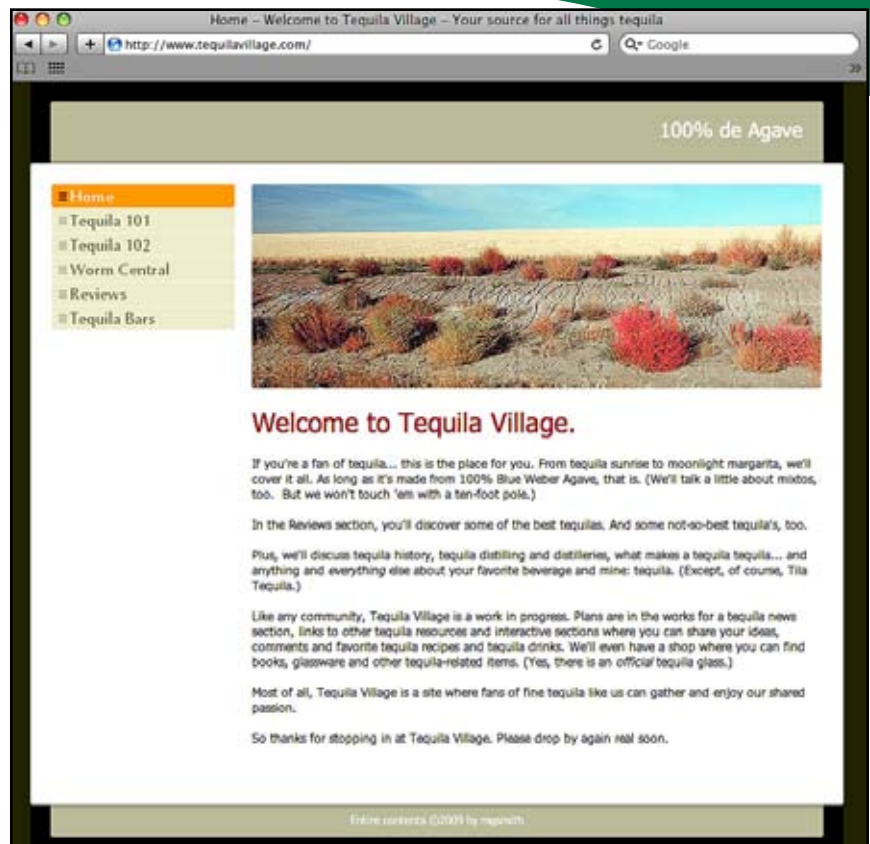 Home – Welcome to Tequila Village – Your source for all things tequila
http://www.tequilavillage.com/
Google
100% de Agave
Home
Tequila 101
Tequila 102
Worm Central
Reviews
Tequila Bars
Welcome to Tequila Village.
If you're a fan of tequila... this is the place for you. From tequila sunrise to moonlight margarita, we'll
cover it all. As long as it's made from 100% Blue Weber Agave, that is. (We'll talk a little about mixtos,
too. But we won't touch 'em with a ten-foot pole.)
In the Reviews section, you'll discover some of the best tequilas. And some not-so-best tequila's, too.
Plus, we'll discuss tequila history, tequila distilling and distilleries, what makes a tequila tequila... and
anything and everything else about your favorite beverage and mine: tequila. (Except, of course, Tila
Tequila.)
Like any community, Tequila Village is a work in progress. Plans are in the works for a tequila news
section, links to other tequila resources and interactive sections where you can share your ideas,
comments and favorite tequila recipes and tequila drinks. We'll even have a shop where you can find
books, glassware and other tequila-related items. (Yes, there is an official tequila glass.)
Most of all, Tequila Village is a site where fans of fine tequila like us can gather and enjoy our shared
passion.
So thanks for stopping in at Tequila Village. Please drop by again real soon.
Entire contents ©2009 by